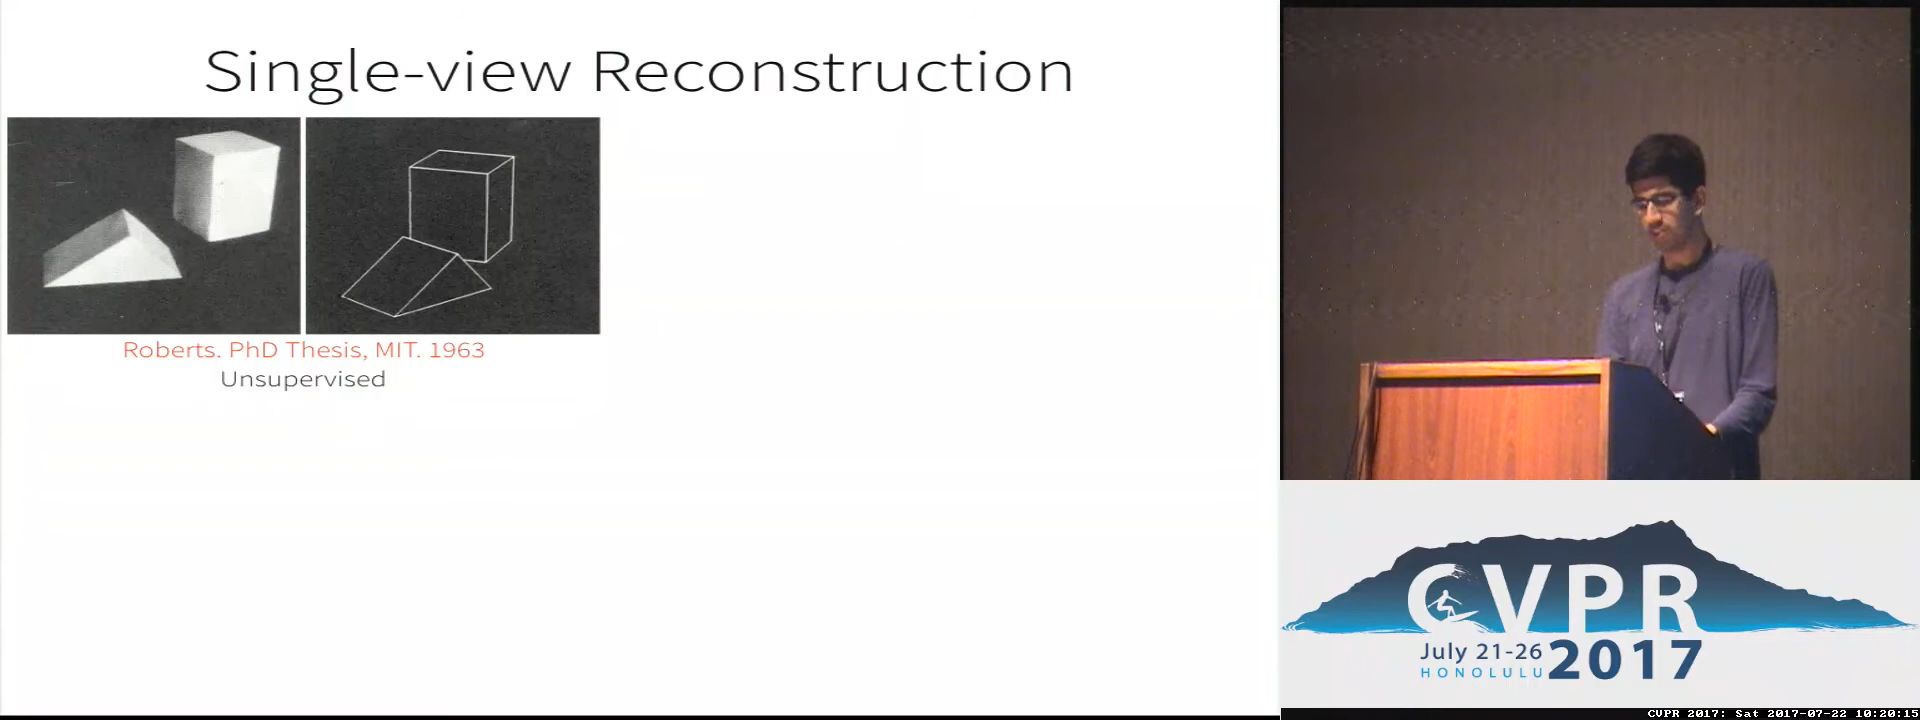 Single-view Reconstruction
Roberts. PhD Thesis, MIT. 1963
Unsupervised
CVPR
July 21-26
HONOLULU
2017
CVPR 2017: Sat 2017-07-22 10:20:15